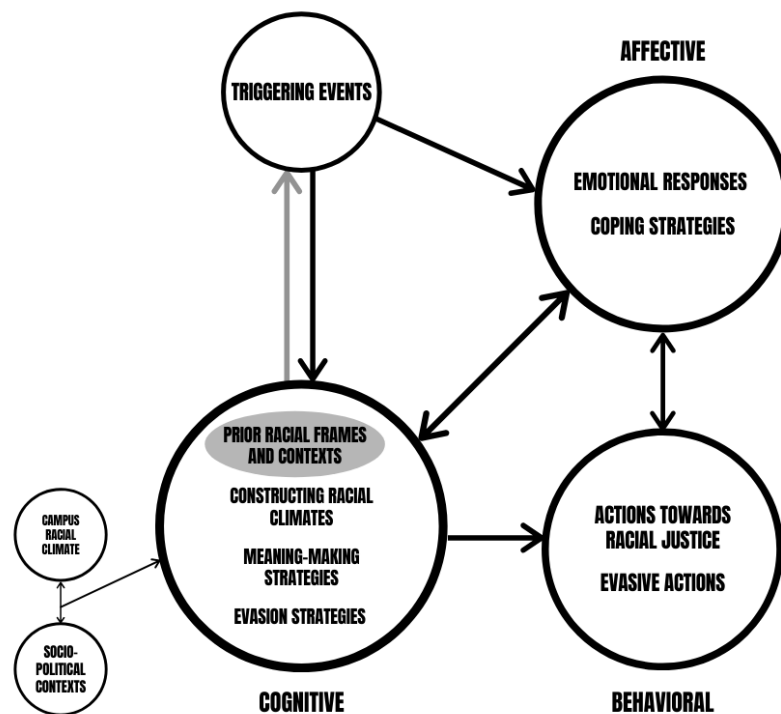 AFFECTIVE
TRIGGERING EVENTS
EMOTIONAL RESPONSES
COPING STRATEGIES
PRIOR RACIAL FRAMES
AND CONTEXTS
CONSTRUCTING RACIAL
CLIMATES
MEANING-MAKING
STRATEGIES
EVASION STRATEGIES
CAMPUS
RACIAL
CLIMATE
SOCIO-
POLITICAL
CONTEXTS
ACTIONS TOWARDS
RACIAL JUSTICE
EVASIVE ACTIONS
COGNITIVE
BEHAVIORAL